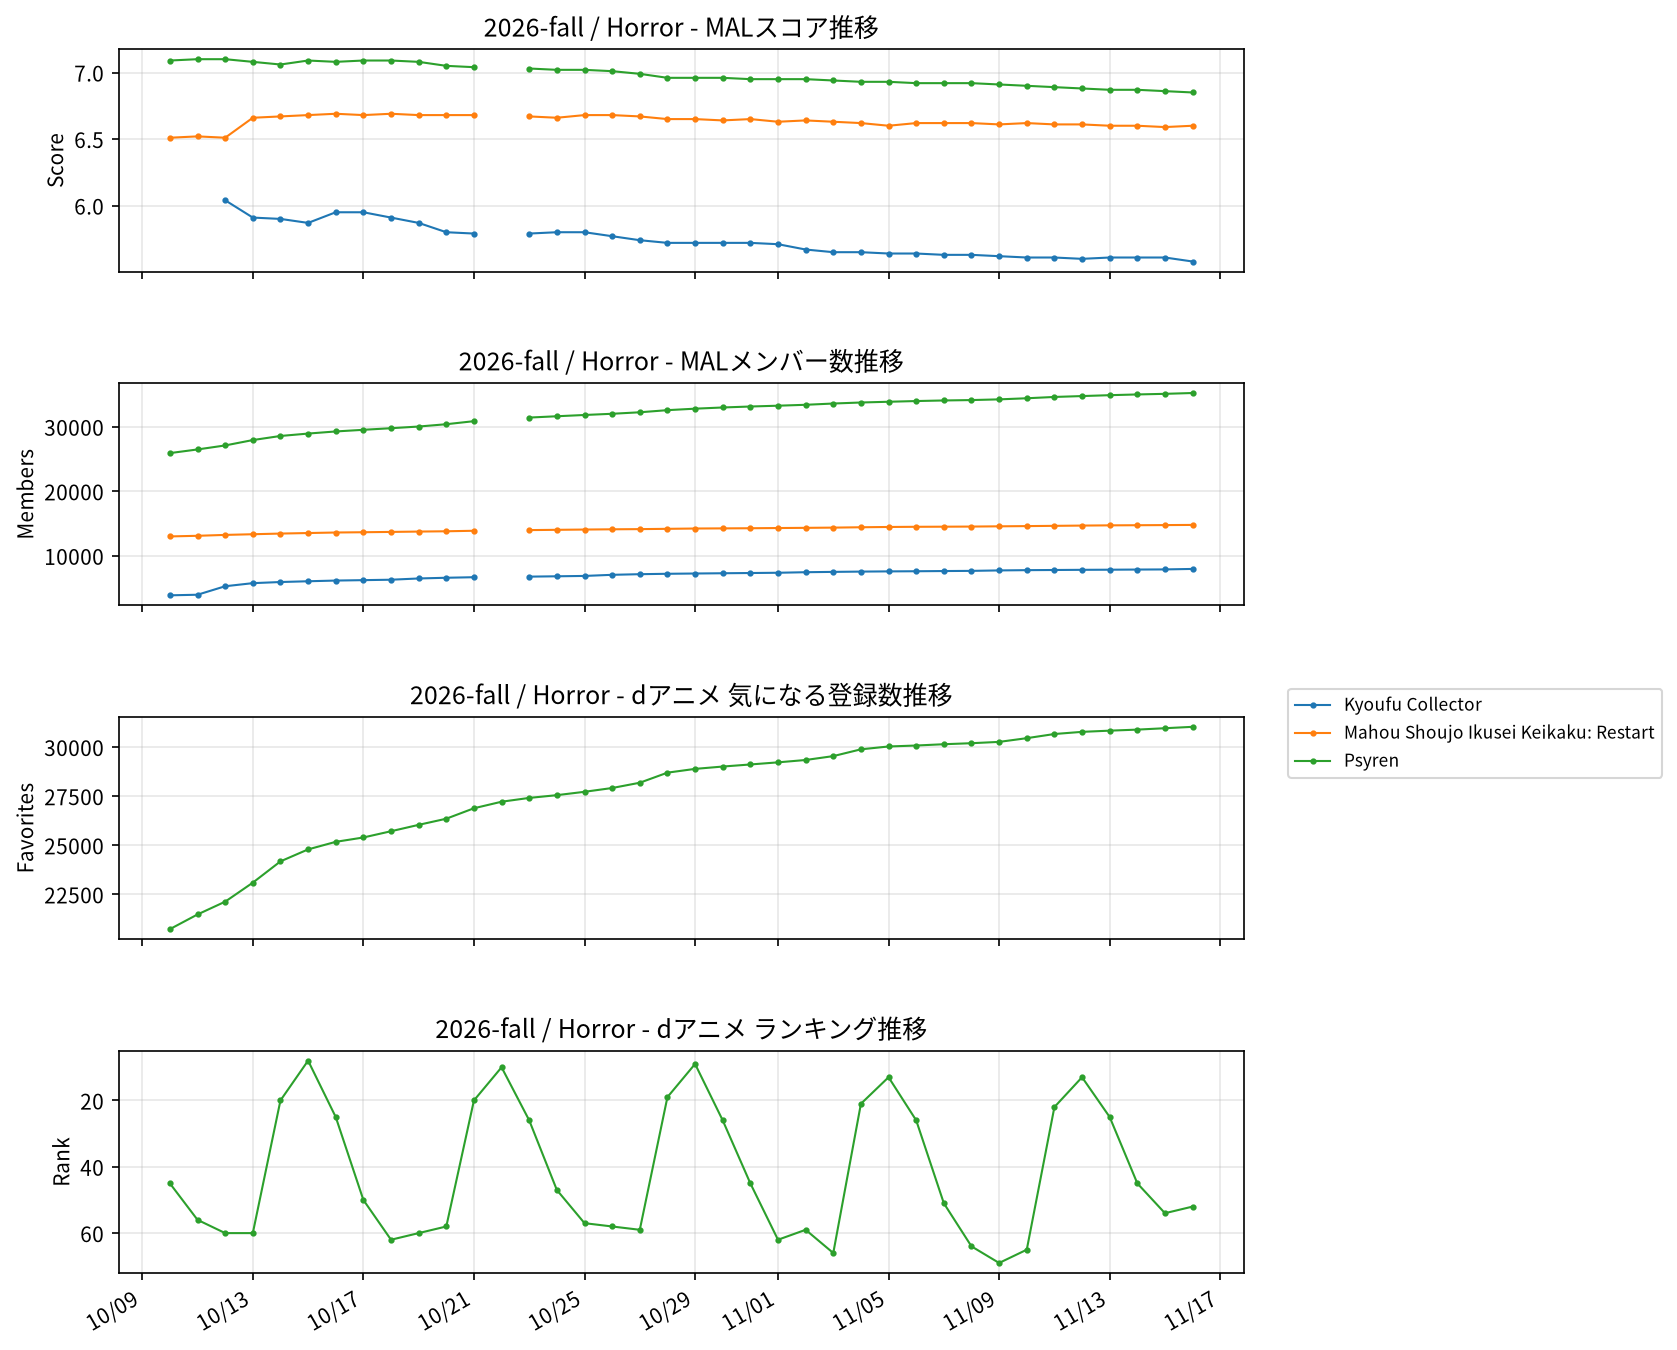 2026-fall / Horror - MALスコア推移
Score
7.0
6.5
6.0
2026-fall / Horror - MALメンバー数推移
Members
30000
20000
10000
2026-fall / Horror - dアニメ 気になる登録数推移
Favorites
30000
27500
25000
22500
Kyoufu Collector
Mahou Shoujo Ikusei Keikaku: Restart
Psyren
2026-fall / Horror - dアニメ ランキング推移
Rank
20
40
60
10/09
10/13
10/17
10/21
10/25
10/29
11/01
11/05
11/09
11/13
11/17